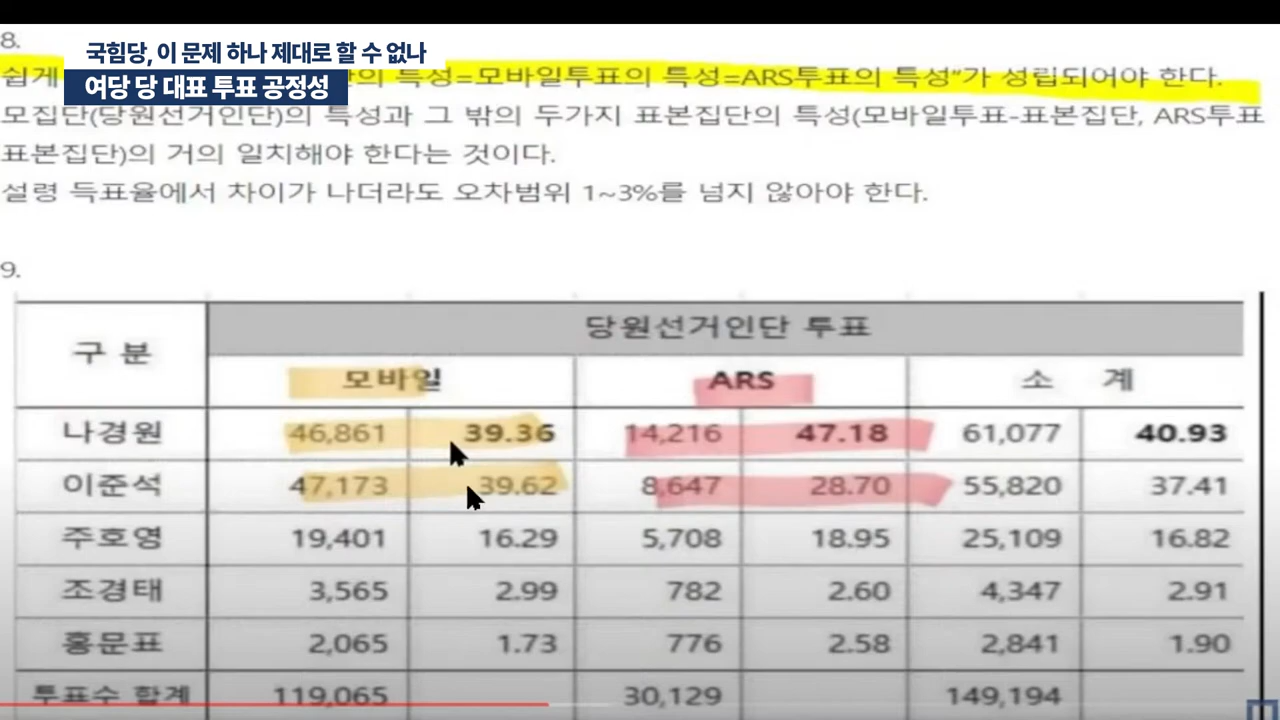 8.
국힘당, 이 문제 하나 제대로 할 수 없나
여당 당 대표 투표 공정성
쉽게 의 특성=모바일투표의 특성=ARS투표의 특성"가 성립되어야 한다.
모집단(당원선거인단)의 특성과 그 밖의 두가지 표본집단의 특성(모바일투표-표본집단, ARS투표
표본집단)의 거의 일치해야 한다는 것이다.
설령 득표율에서 차이가 나더라도 오차범위 1~3%를 넘지 않아야 한다.
9.
구 분 당원선거인단 투표
모바일 ARS 소 계
나경원 46,861 39.36 14,216 47.18 61,077 40.93
이준석 47,173 39.62 8,647 28.70 55,820 37.41
주호영 19,401 16.29 5,708 18.95 25,109 16.82
조경태 3,565 2.99 782 2.60 4,347 2.91
홍문표 2,065 1.73 776 2.58 2,841 1.90
투표수 합계 119,065 30,129 149,194